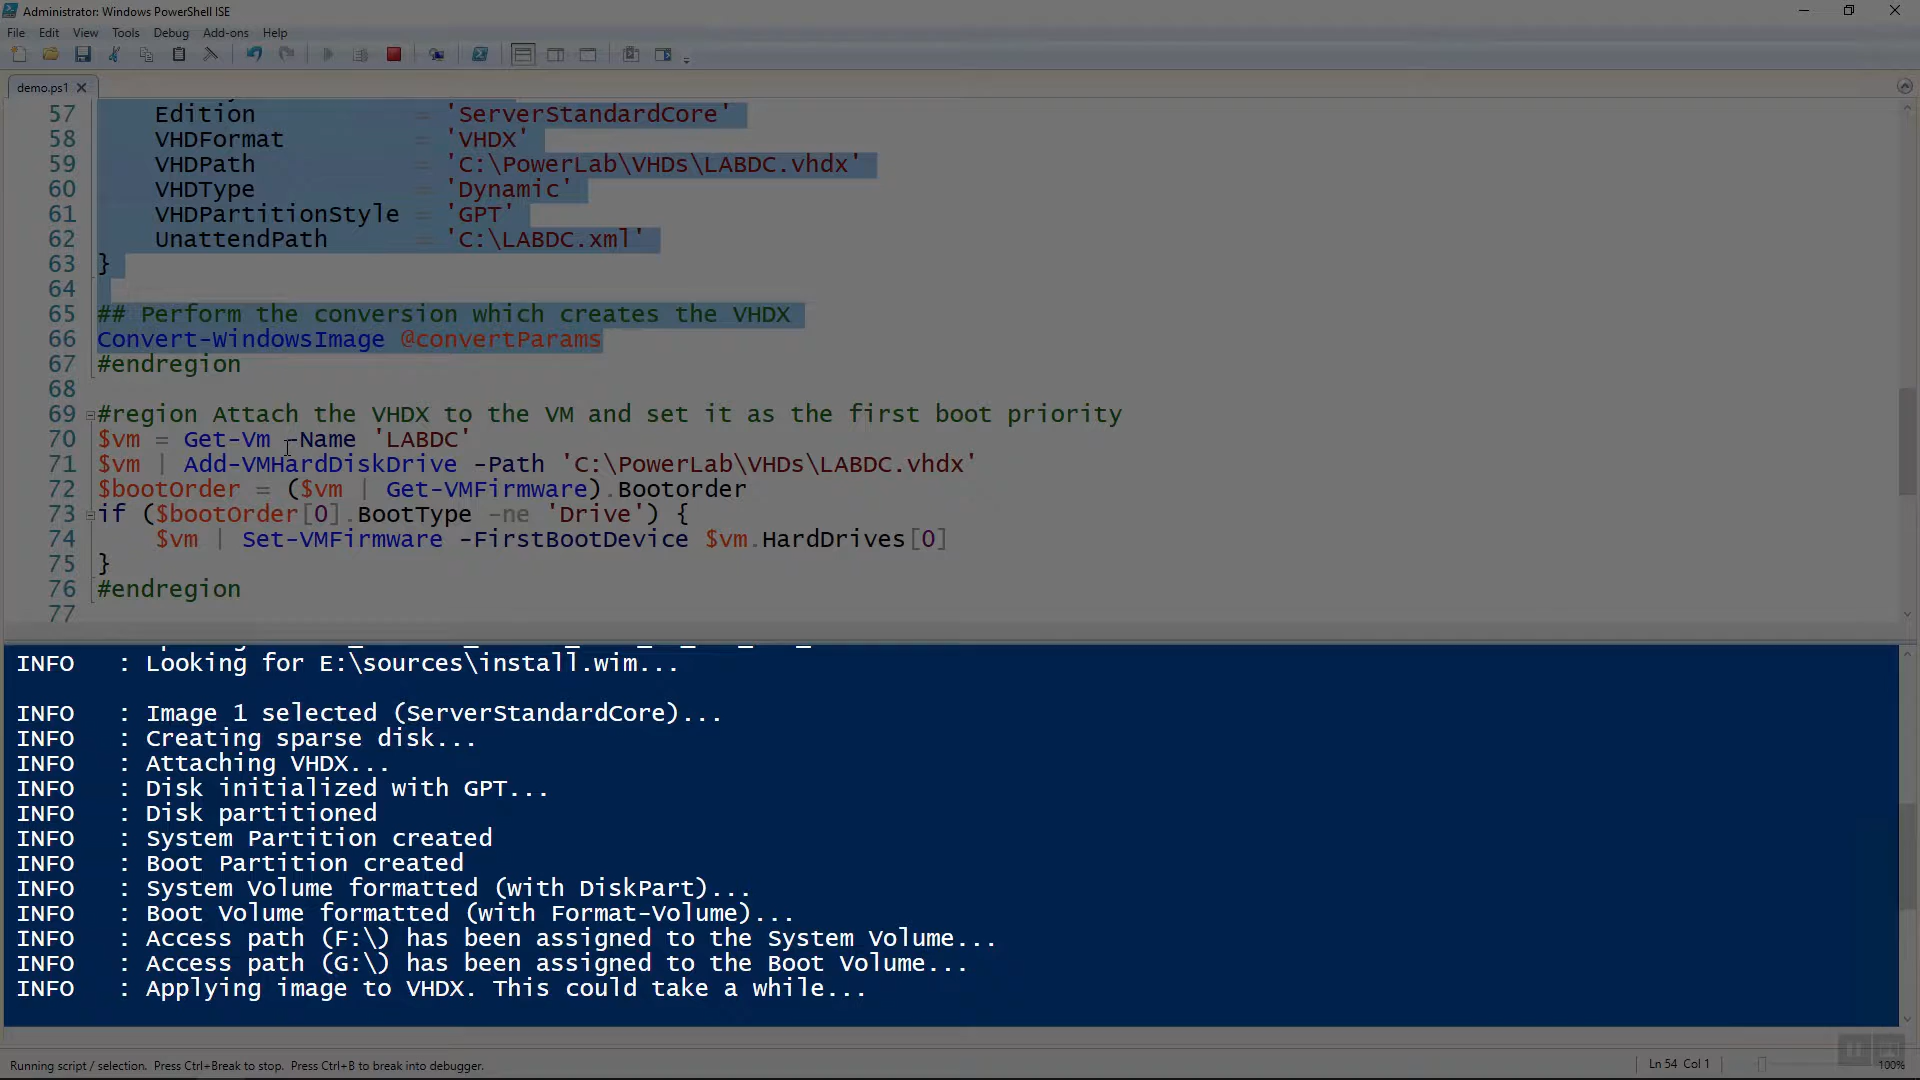 Administrator: Windows PowerShell ISE
File Edit View Tools Debug Add-ons Help
demo.ps1
57 Edition = 'ServerStandardCore'
58 VHDFormat = 'VHDX'
59 VHDPath = 'C:\PowerLab\VHDs\LABDC.vhdx'
60 VHDType = 'Dynamic'
61 VHDPartitionStyle = 'GPT'
62 UnattendPath = 'C:\LABDC.xml'
63 }
64
65 ## Perform the conversion which creates the VHDX
66 Convert-WindowsImage @convertParams
67 #endregion
68
69 #region Attach the VHDX to the VM and set it as the first boot priority
70 $vm = Get-Vm -Name 'LABDC'
71 $vm | Add-VMHardDiskDrive -Path 'C:\PowerLab\VHDs\LABDC.vhdx'
72 $bootOrder = ($vm | Get-VMFirmware).Bootorder
73 if ($bootOrder[0].BootType -ne 'Drive') {
74 $vm | Set-VMFirmware -FirstBootDevice $vm.HardDrives[0]
75 }
76 #endregion
77
INFO : Looking for E:\sources\install.wim...
INFO : Image 1 selected (ServerStandardCore)...
INFO : Creating sparse disk...
INFO : Attaching VHDX...
INFO : Disk initialized with GPT...
INFO : Disk partitioned
INFO : System Partition created
INFO : Boot Partition created
INFO : System Volume formatted (with DiskPart)...
INFO : Boot Volume formatted (with Format-Volume)...
INFO : Access path (F:\) has been assigned to the System Volume...
INFO : Access path (G:\) has been assigned to the Boot Volume...
INFO : Applying image to VHDX. This could take a while...
Running script / selection. Press Ctrl+Break to stop. Press Ctrl+B to break into debugger.
Ln 54 Col 1
100%